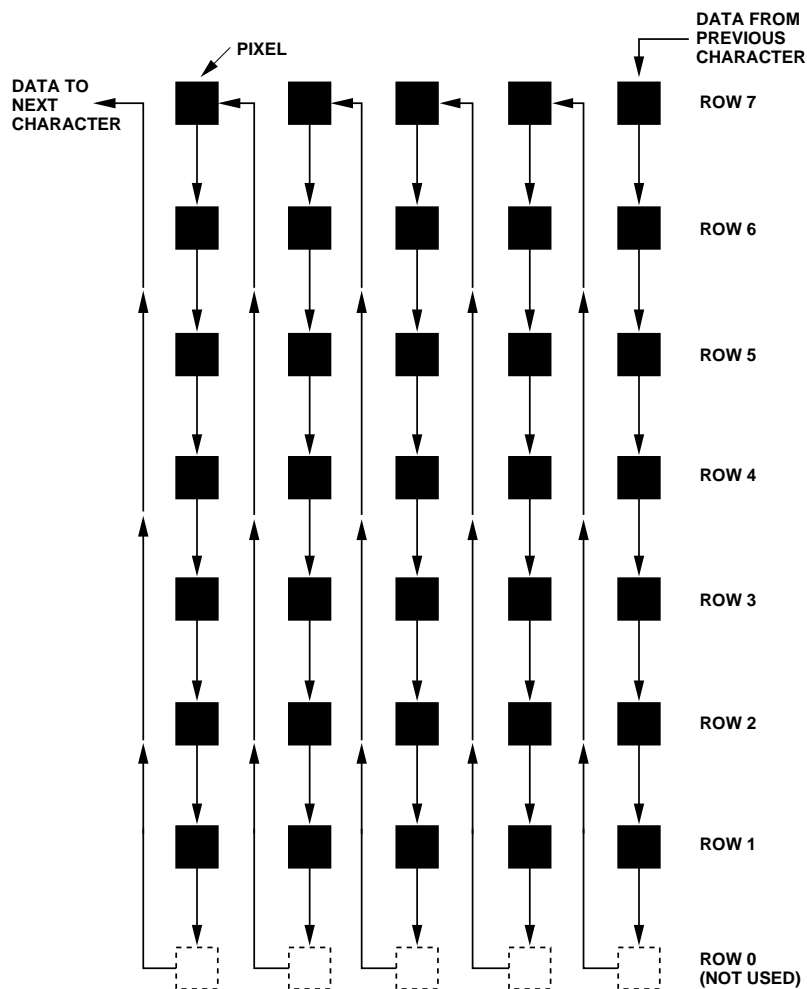 DATA FROM
PREVIOUS
CHARACTER
PIXEL
DATA TO
NEXT
CHARACTER
ROW 7
ROW 6
ROW 5
ROW 4
ROW 3
ROW 2
ROW 1
ROW 0
(NOT USED)